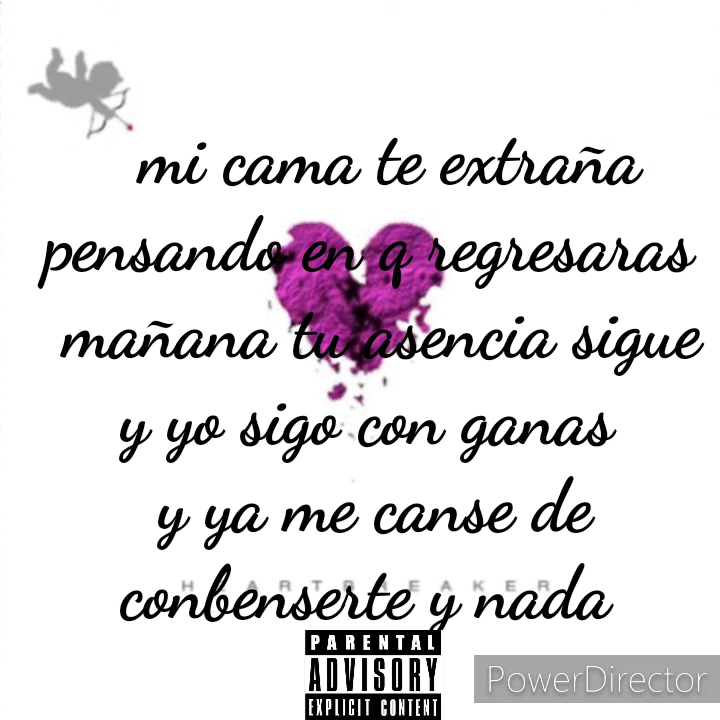 mi cama te extraña
pensando en q regresaras
mañana tu asencia sigue
y yo sigo con ganas
y ya me canse de
HEARTBREAKER
conbenserte y nada
PARENTAL
ADVISORY
EXPLICIT CONTENT
PowerDirector